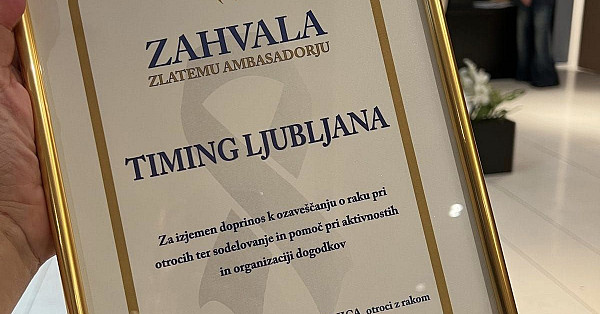 ZAHVALA
ZLATEMU AMBASADORJU
TIMING LJUBLJANA
Za izjemen doprinos k ozaveščanju o raku pri
otrocih ter sodelovanje in pomoč pri aktivnostih
in organizaciji dogodkov
otroci z rakom